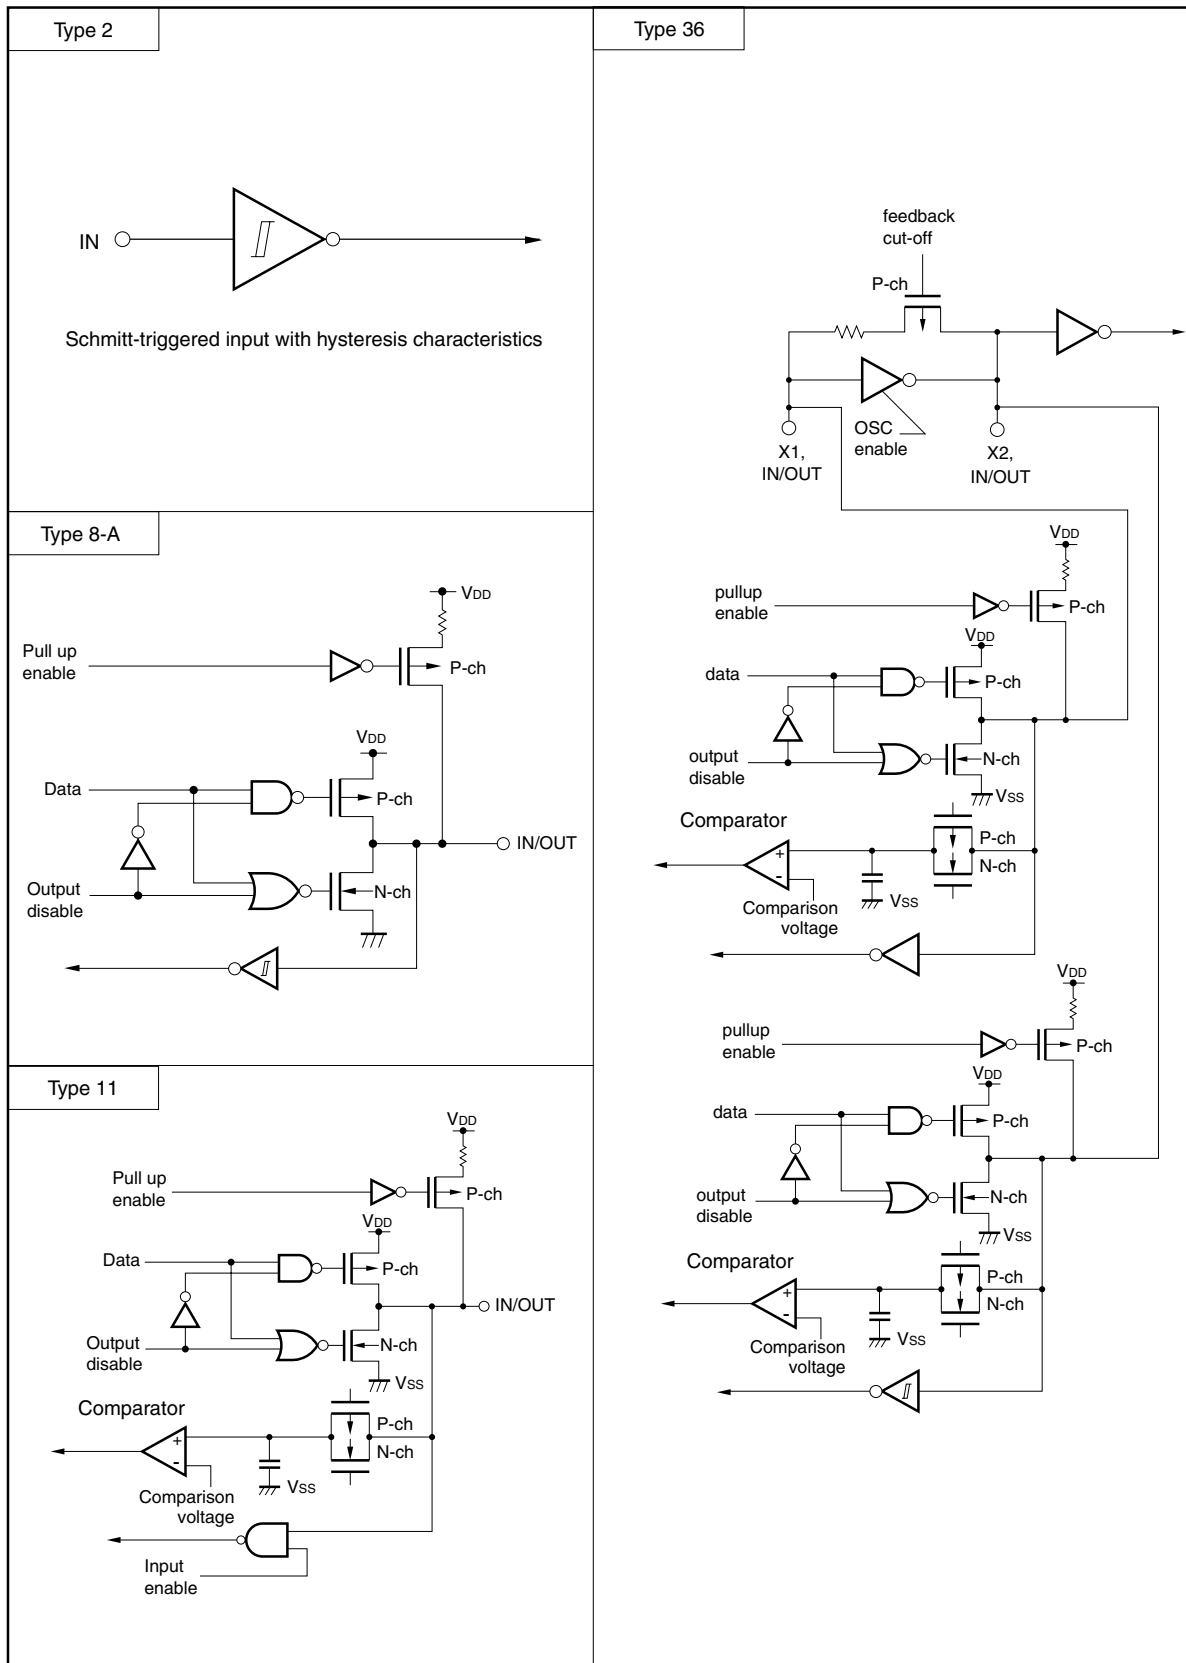 Type 2
IN
Schmitt-triggered input with hysteresis characteristics
Type 8-A
VDD
Pull up
enable
P-ch
VDD
Data
P-ch
IN/OUT
Output
disable
N-ch
Type 11
VDD
Pull up
enable
P-ch
VDD
Data
P-ch
IN/OUT
Output
disable
N-ch
VSS
Comparator
P-ch
N-ch
+
-
VSS
Comparison
voltage
Input
enable
Type 36
feedback
cut-off
P-ch
OSC
enable
X1,
IN/OUT
X2,
IN/OUT
VDD
pullup
enable
P-ch
VDD
data
P-ch
output
disable
N-ch
VSS
Comparator
P-ch
N-ch
+
-
VSS
Comparison
voltage
VDD
pullup
enable
P-ch
VDD
data
P-ch
output
disable
N-ch
VSS
Comparator
P-ch
N-ch
+
-
VSS
Comparison
voltage